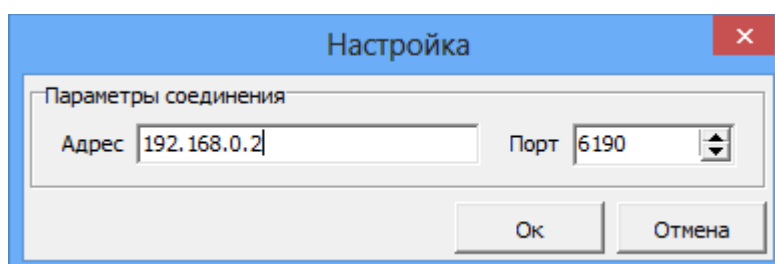 Настройка
Параметры соединения
Адрес 192.168.0.2 Порт 6190
Ок Отмена